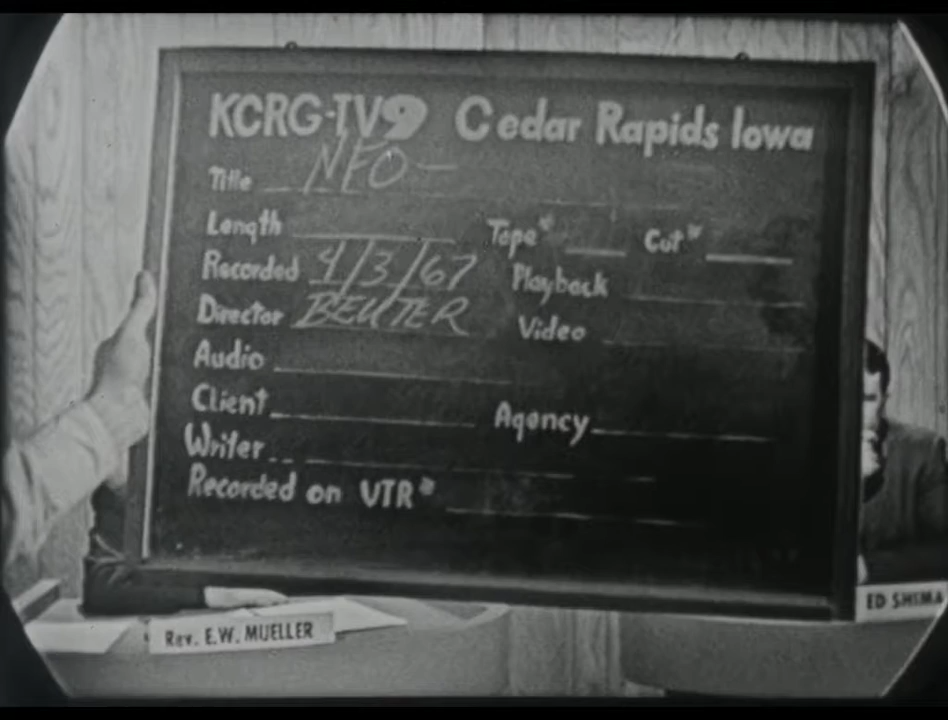 KCRG-TV9 Cedar Rapids Iowa
Title NFO-
Length Tape# Cut#
Recorded 4/3/67 Playback
Director BEUTER Video
Audio
Client Agency
Writer
Recorded on VTR#
ED SHIMA
Rev. E.W. MUELLER